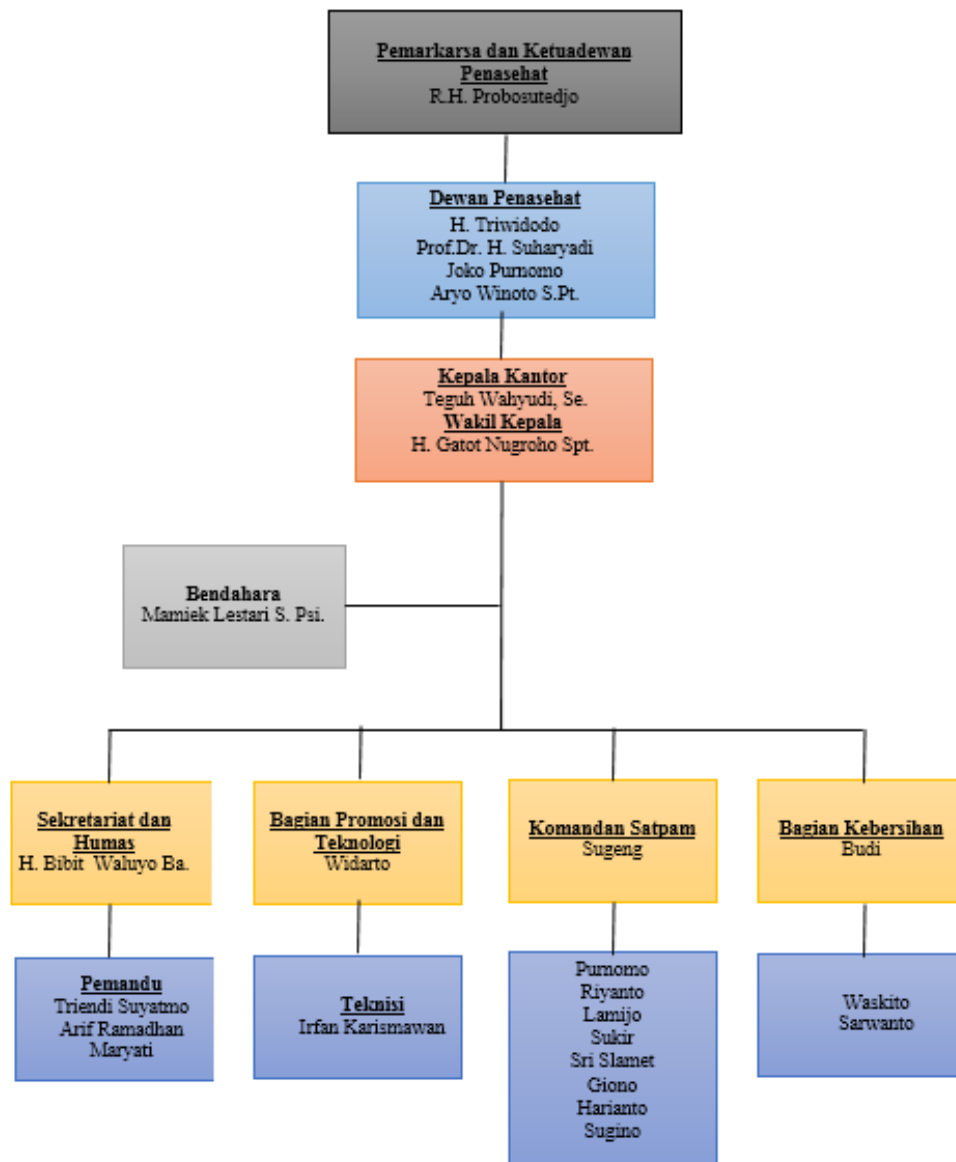 Pemarkarsa dan Ketuadewan
Penasehat
R.H. Probosutedjo
Dewan Penasehat
H. Triwidodo
Prof.Dr. H. Suharyadi
Joko Purnomo
Aryo Winoto S.Pt.
Kepala Kantor
Teguh Wahyudi, Se.
Wakil Kepala
H. Gatot Nugroho Spt.
Bendahara
Mamiek Lestari S. Psi.
Sekretariat dan
Humas
H. Bibit Waluyo Ba.
Bagian Promosi dan
Teknologi
Widarto
Komandan Satpam
Sugeng
Bagian Kebersihan
Budi
Pemandu
Triendi Suyatmo
Arif Ramadhan
Maryati
Teknisi
Irfan Karismawan
Purnomo
Riyanto
Lamijo
Sukir
Sri Slamet
Giono
Harianto
Sugino
Waskito
Sarwanto